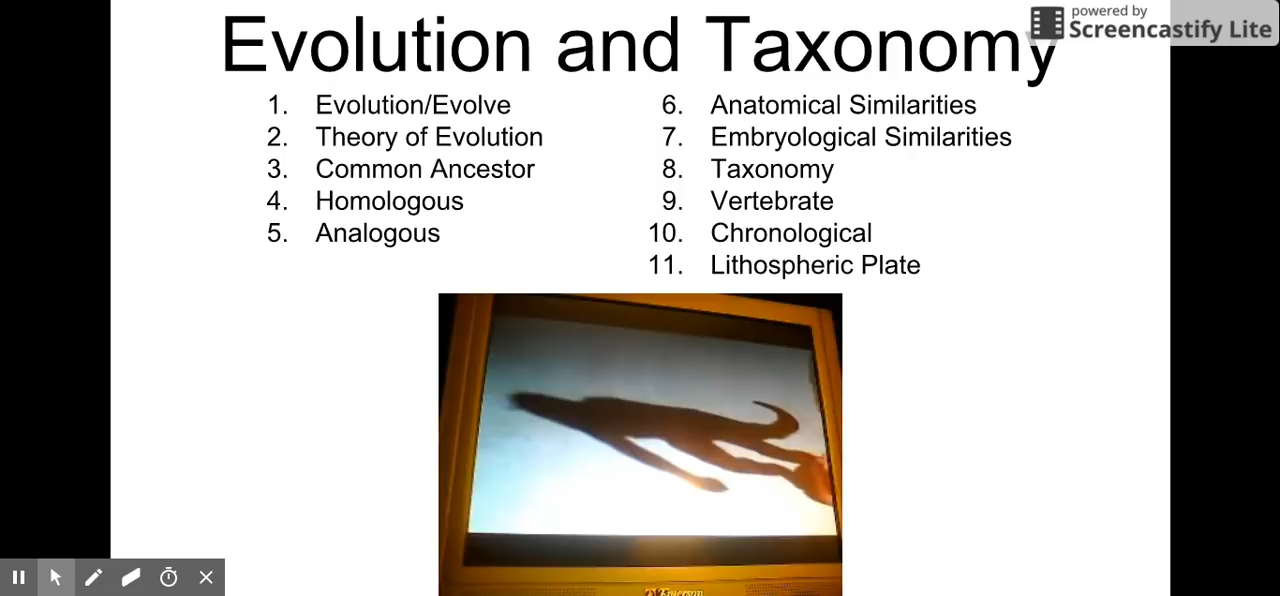 Evolution and Taxonomy
powered by
Screencastify Lite
1. Evolution/Evolve
2. Theory of Evolution
3. Common Ancestor
4. Homologous
5. Analogous
6. Anatomical Similarities
7. Embryological Similarities
8. Taxonomy
9. Vertebrate
10. Chronological
11. Lithospheric Plate
Emerson